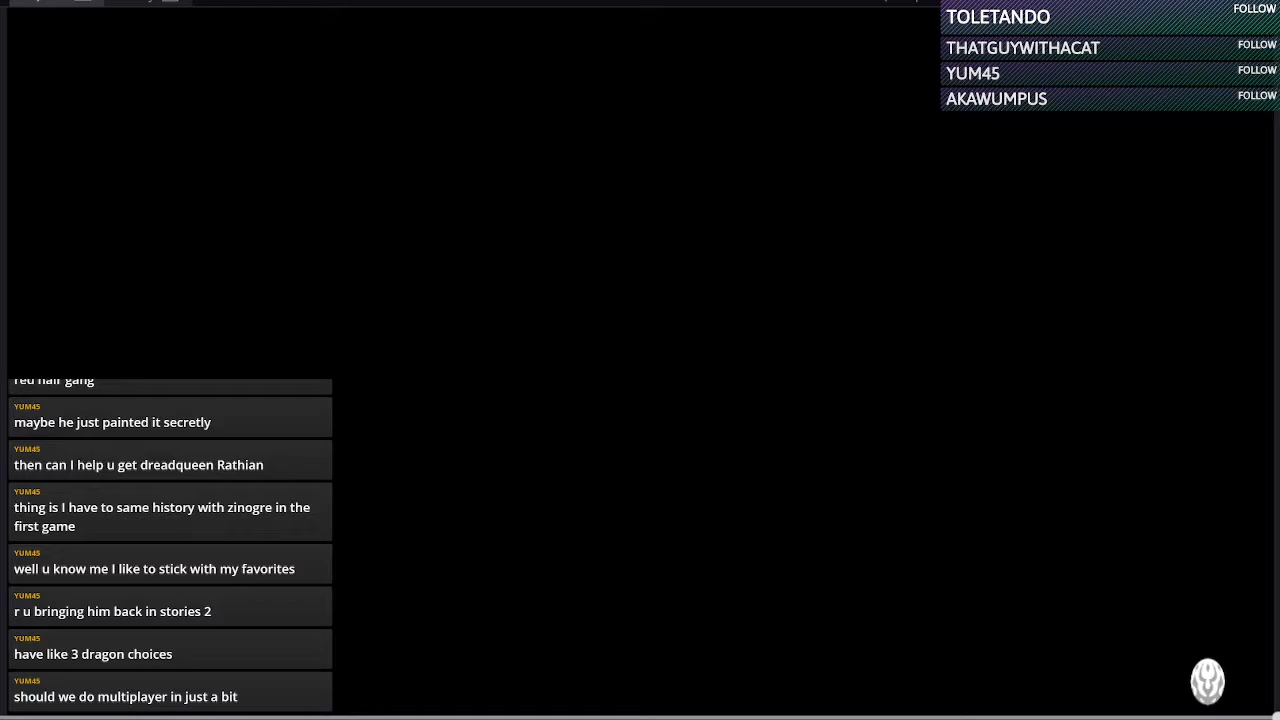 TOLETANDO FOLLOW
THATGUYWITHACAT FOLLOW
YUM45 FOLLOW
AKAWUMPUS FOLLOW
red hair gang
YUM45
maybe he just painted it secretly
YUM45
then can I help u get dreadqueen Rathian
YUM45
thing is I have to same history with zinogre in the
first game
YUM45
well u know me I like to stick with my favorites
YUM45
r u bringing him back in stories 2
YUM45
have like 3 dragon choices
YUM45
should we do multiplayer in just a bit